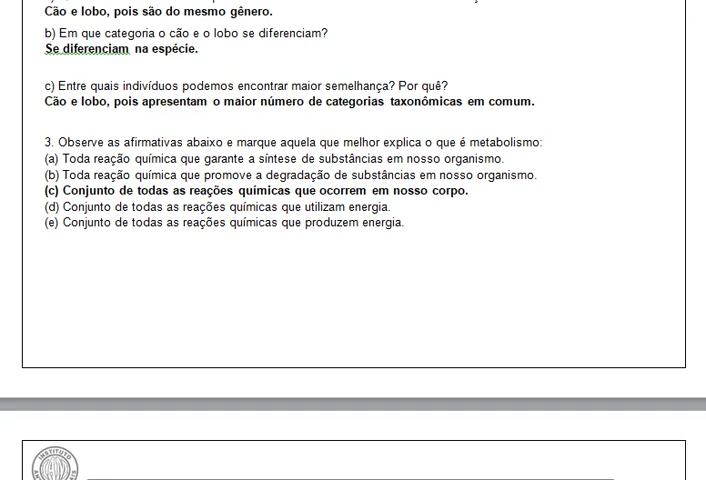 Cão e lobo, pois são do mesmo gênero.
b) Em que categoria o cão e o lobo se diferenciam?
Se diferenciam na espécie.
c) Entre quais indivíduos podemos encontrar maior semelhança? Por quê?
Cão e lobo, pois apresentam o maior número de categorias taxonômicas em comum.
3. Observe as afirmativas abaixo e marque aquela que melhor explica o que é metabolismo:
(a) Toda reação química que garante a síntese de substâncias em nosso organismo.
(b) Toda reação química que promove a degradação de substâncias em nosso organismo.
(c) Conjunto de todas as reações químicas que ocorrem em nosso corpo.
(d) Conjunto de todas as reações químicas que utilizam energia.
(e) Conjunto de todas as reações químicas que produzem energia.
INSTITUTO